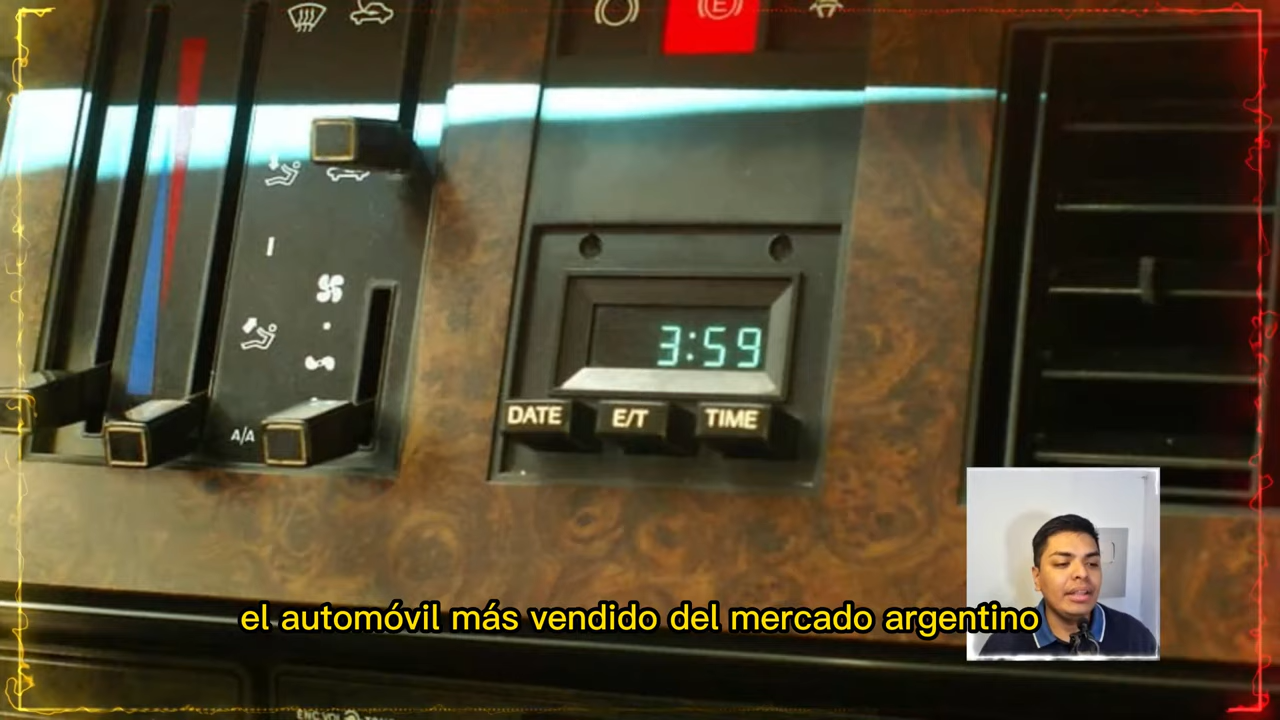 E
3:59
DATE E/T TIME
A/A
el automóvil más vendido del mercado argentino